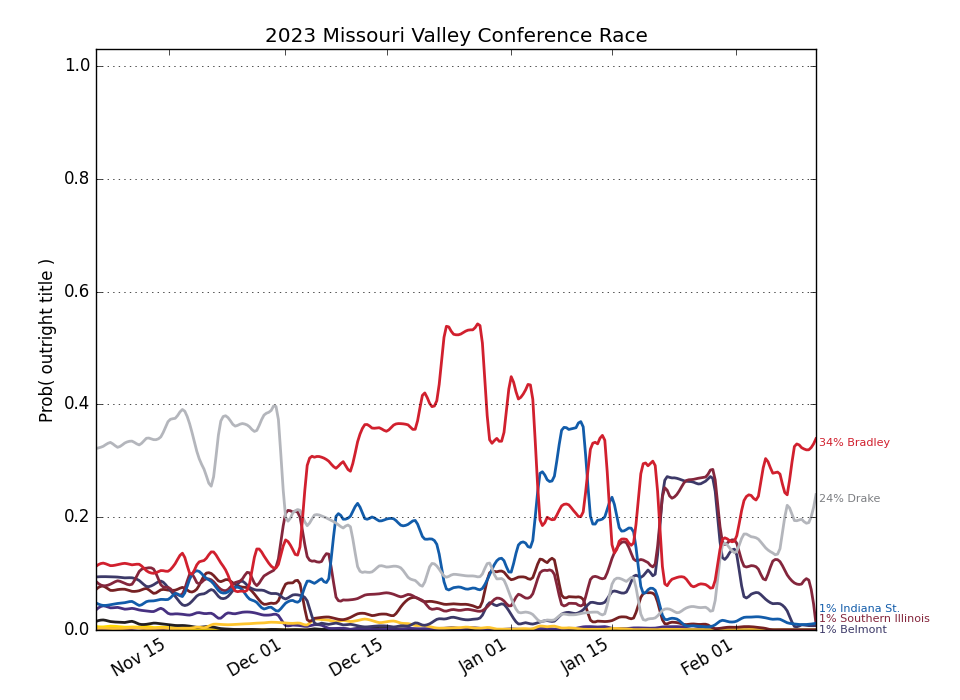 2023 Missouri Valley Conference Race
Prob( outright title )
1.0
0.8
0.6
0.4
0.2
0.0
Nov 15
Dec 01
Dec 15
Jan 01
Jan 15
Feb 01
34% Bradley
24% Drake
1% Indiana St.
1% Southern Illinois
1% Belmont